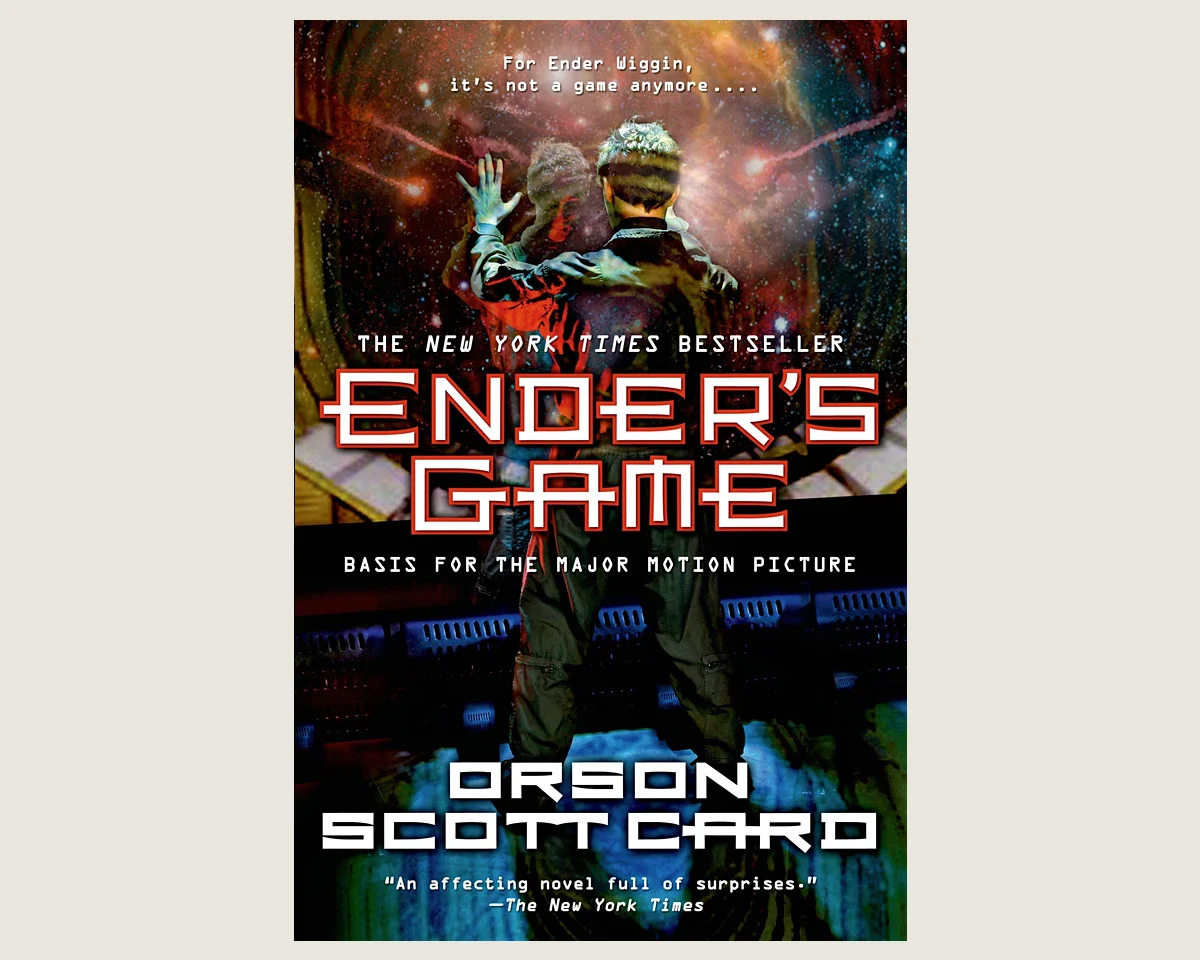 For Ender Wiggin,
it's not a game anymore....
THE NEW YORK TIMES BESTSELLER
ENDER'S
GAME
BASIS FOR THE MAJOR MOTION PICTURE
ORSON
SCOTT CARD
"An affecting novel full of surprises."
—The New York Times